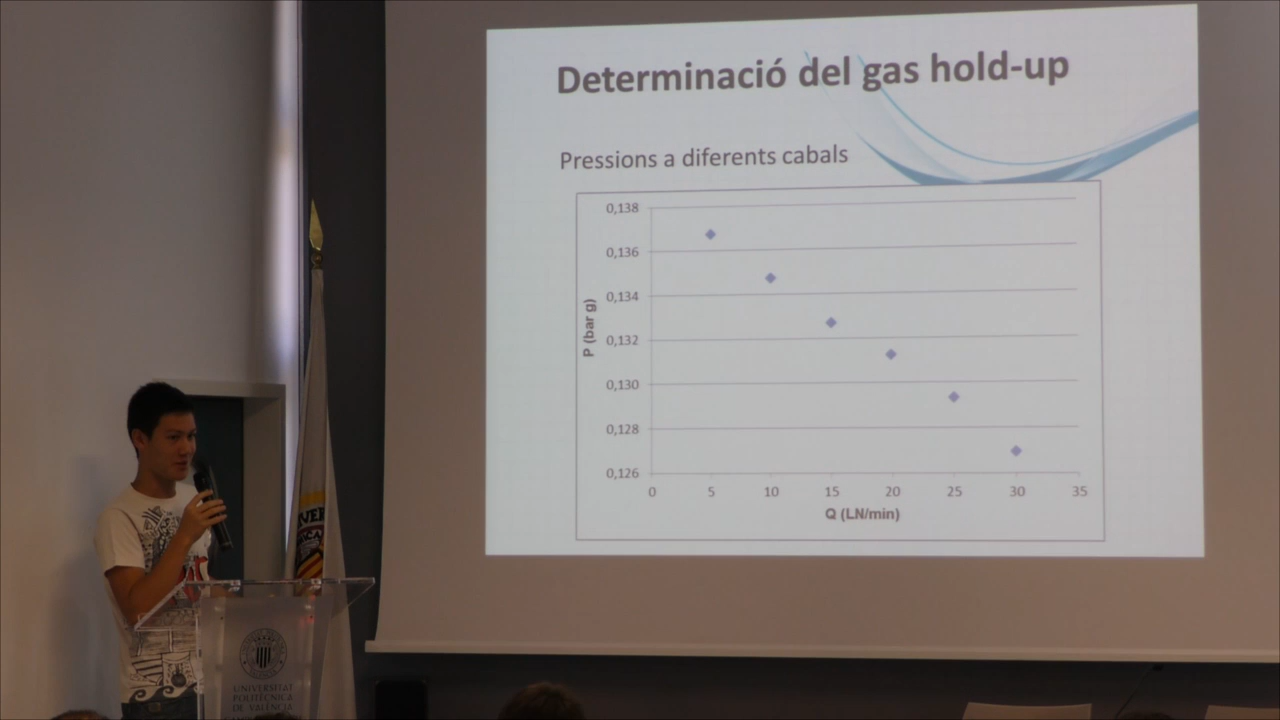 Determinació del gas hold-up
Pressions a diferents cabals
0,138
0,136
0,134
0,132
0,130
0,128
0,126
P (bar g)
0 5 10 15 20 25 30 35
Q (LN/min)
UNIVERSITAT
POLITÈCNICA
DE VALÈNCIA